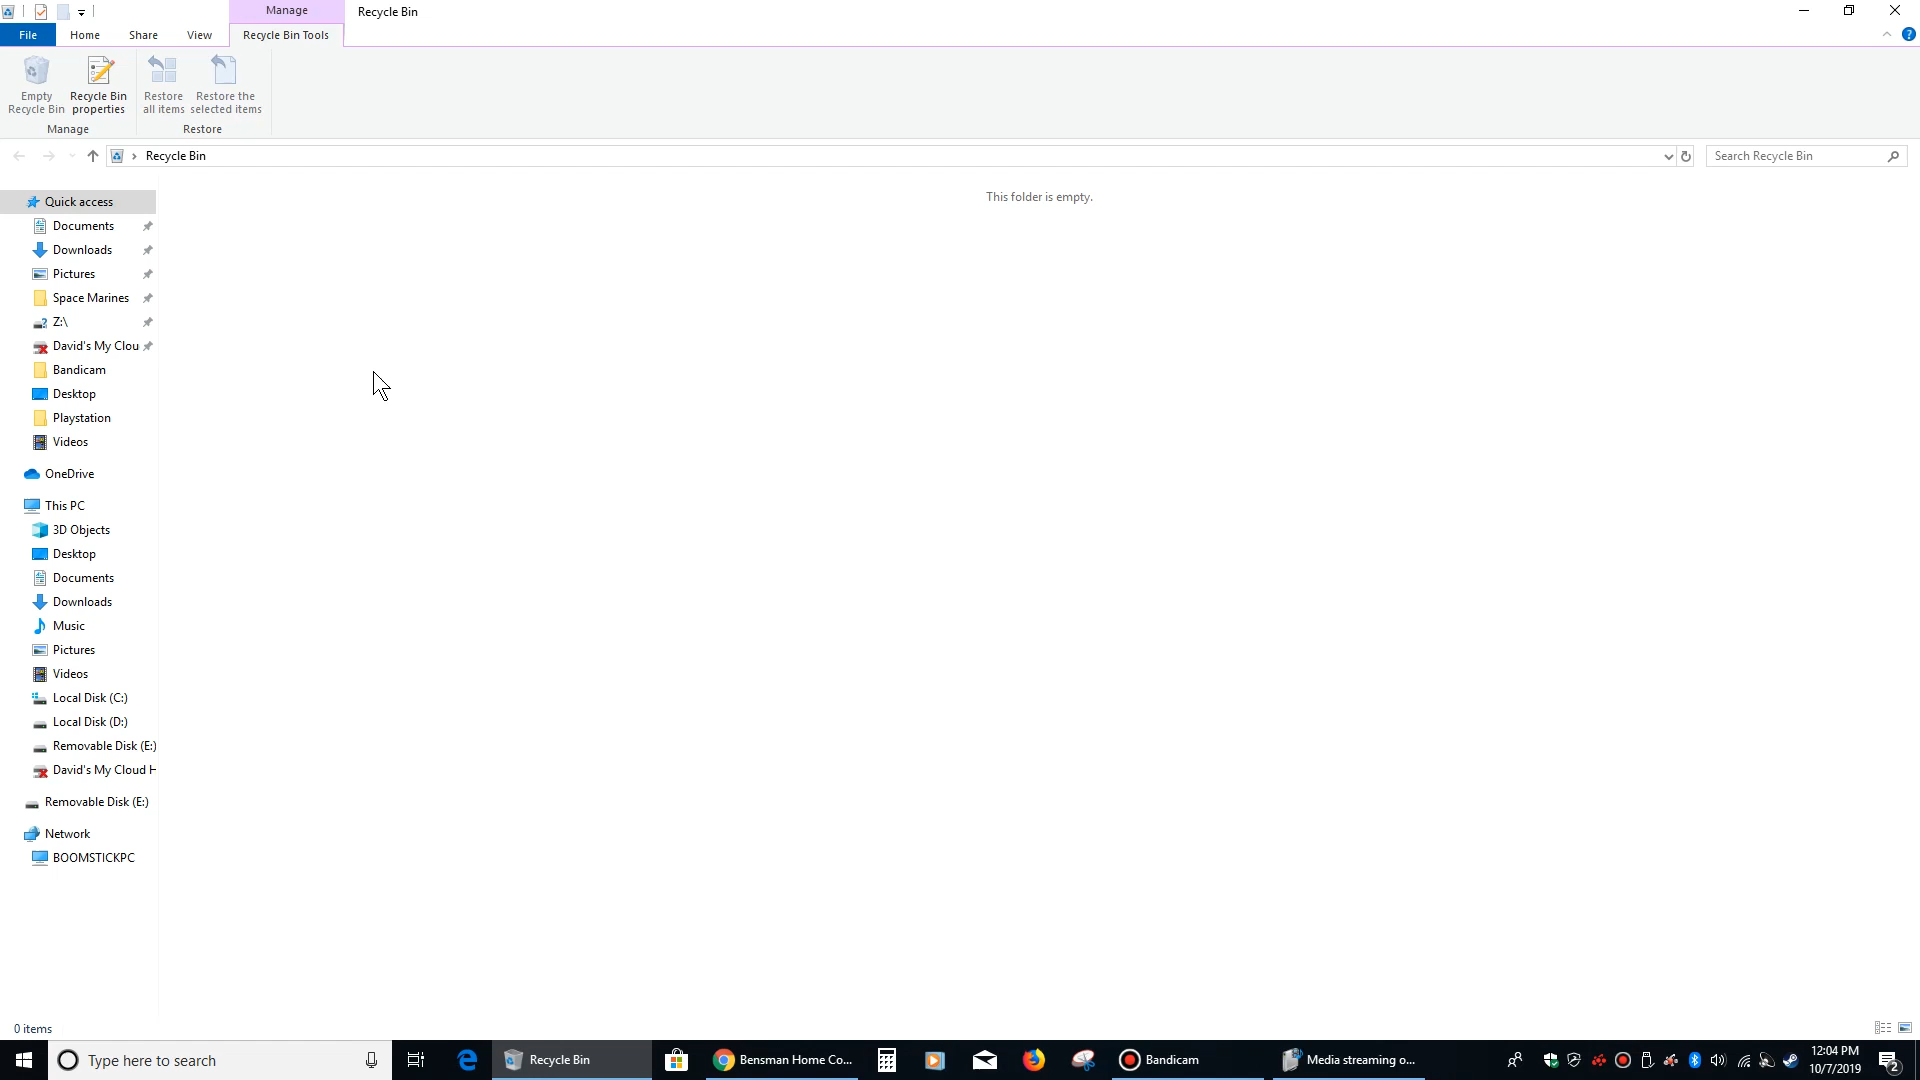 Manage
Recycle Bin
File
Home
Share
View
Recycle Bin Tools
?
Empty
Recycle Bin
Recycle Bin
properties
Restore
all items
Restore the
selected items
Manage
Restore
Recycle Bin
Search Recycle Bin
This folder is empty.
Quick access
Documents
Downloads
Pictures
Space Marines
Z:\
David's My Clou
Bandicam
Desktop
Playstation
Videos
OneDrive
This PC
3D Objects
Desktop
Documents
Downloads
Music
Pictures
Videos
Local Disk (C:)
Local Disk (D:)
Removable Disk (E:)
David's My Cloud H
Removable Disk (E:)
Network
BOOMSTICKPC
0 items
Type here to search
Recycle Bin
Bensman Home Co...
Bandicam
Media streaming o...
12:04 PM
10/7/2019
2